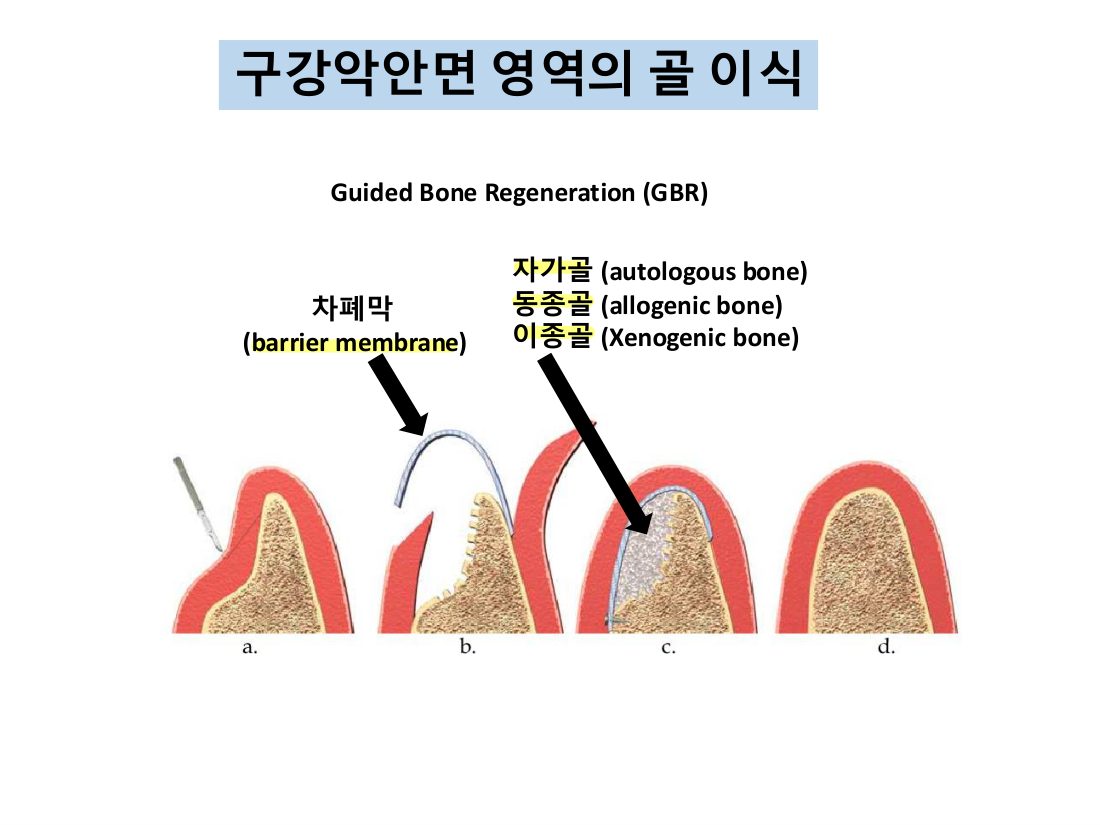 구강악안면 영역의 골 이식
Guided Bone Regeneration (GBR)
차폐막
(barrier membrane)
자가골 (autologous bone)
동종골 (allogenic bone)
이종골 (Xenogenic bone)
a.
b.
c.
d.